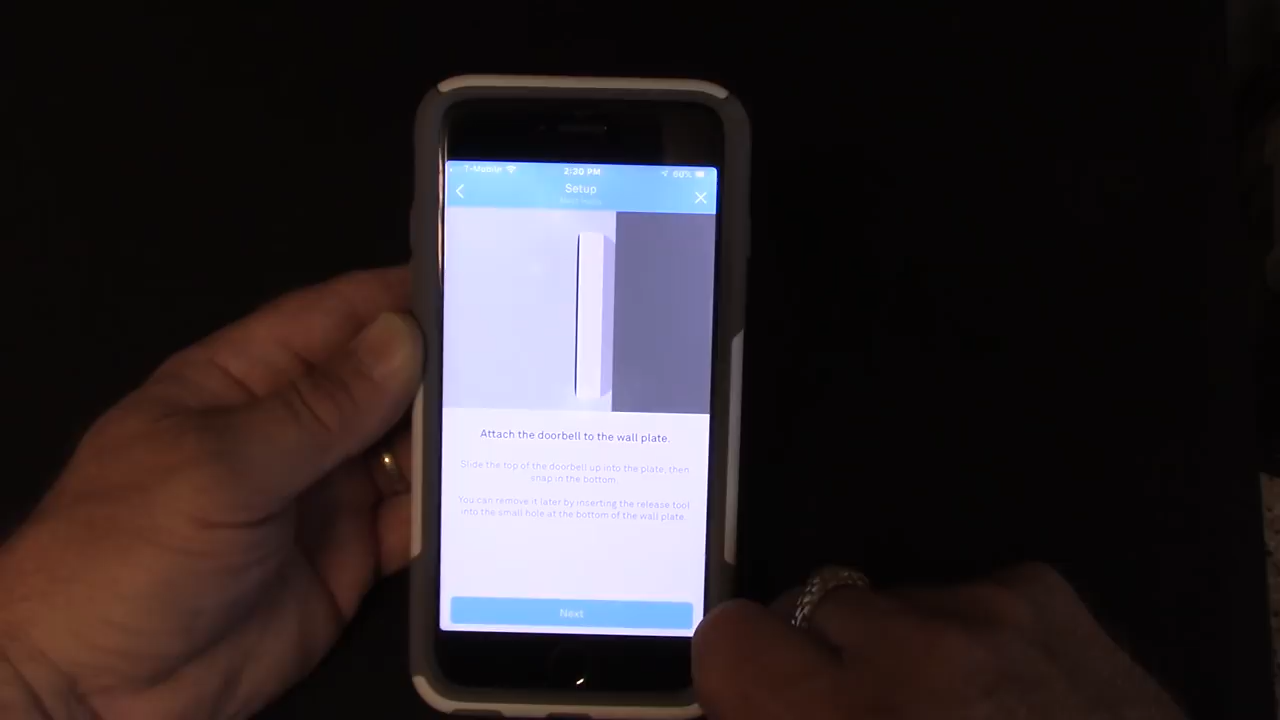 T-Mobile 2:30 PM 60%
Setup
Attach the doorbell to the wall plate.
Slide the top of the doorbell up into the plate, then
snap in the bottom.
You can remove it later by inserting the release tool
into the small hole at the bottom of the wall plate.
Next